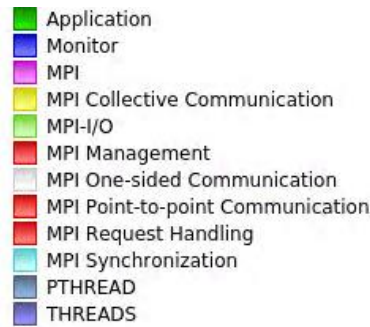 Application
Monitor
MPI
MPI Collective Communication
MPI-I/O
MPI Management
MPI One-sided Communication
MPI Point-to-point Communication
MPI Request Handling
MPI Synchronization
PTHREAD
THREADS